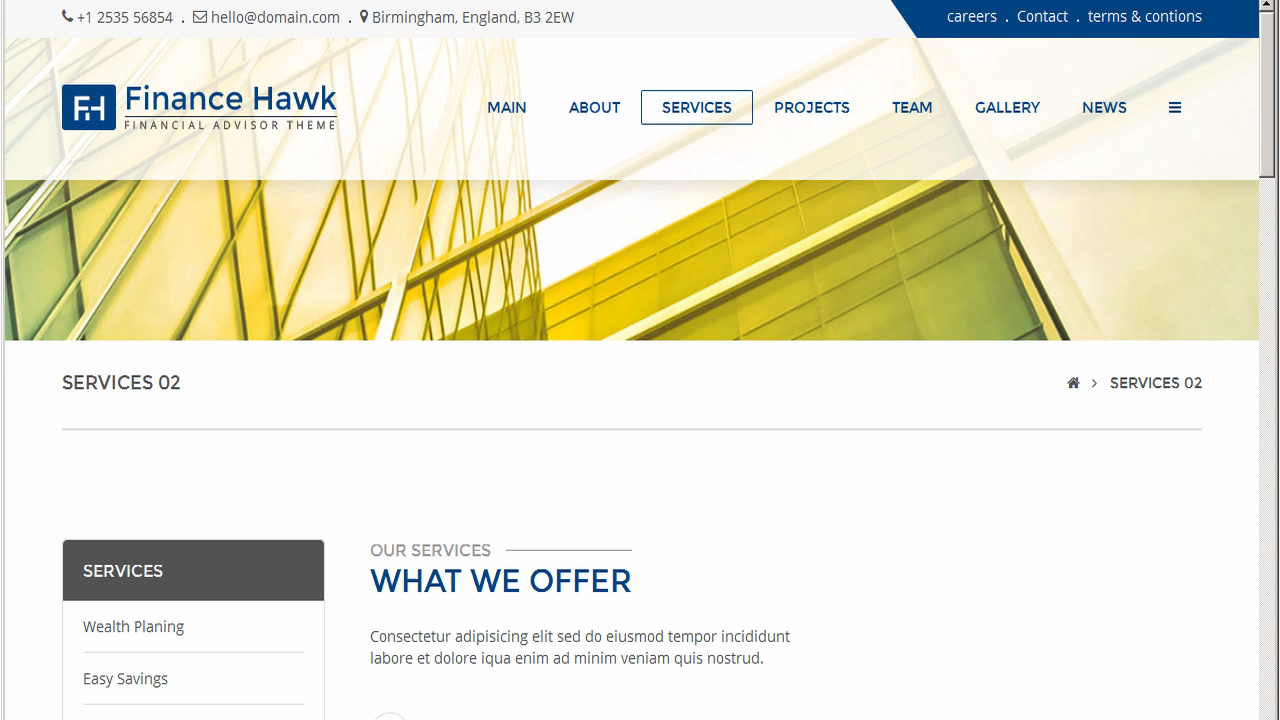 +1 2535 56854 . hello@domain.com . Birmingham, England, B3 2EW
careers . Contact . terms & contions
FH Finance Hawk
FINANCIAL ADVISOR THEME
MAIN ABOUT SERVICES PROJECTS TEAM GALLERY NEWS
SERVICES 02
SERVICES 02
SERVICES
Wealth Planing
Easy Savings
OUR SERVICES
WHAT WE OFFER
Consectetur adipisicing elit sed do eiusmod tempor incididunt
labore et dolore iqua enim ad minim veniam quis nostrud.